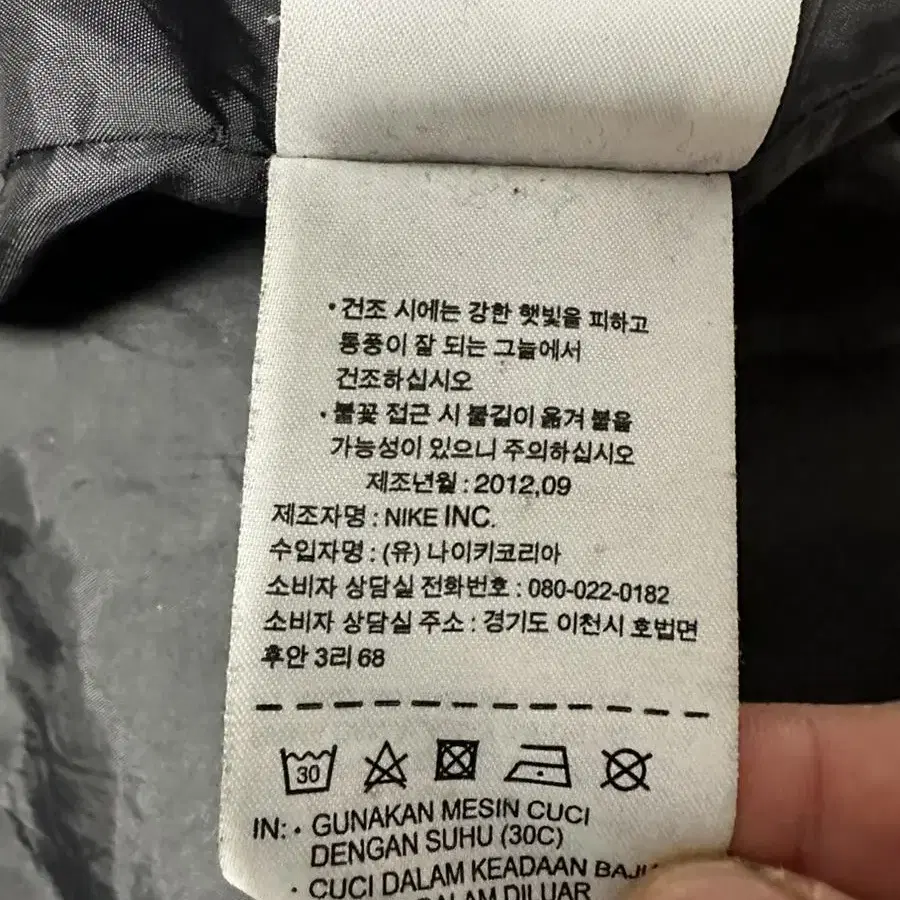 · 건조 시에는 강한 햇빛을 피하고
통풍이 잘 되는 그늘에서
건조하십시오
· 불꽃 접근 시 불길이 옮겨 붙을
가능성이 있으니 주의하십시오
제조년월 : 2012,09
제조자명 : NIKE INC.
수입자명 : (유) 나이키코리아
소비자 상담실 전화번호 : 080-022-0182
소비자 상담실 주소 : 경기도 이천시 호법면
후안 3리 68
30
IN: · GUNAKAN MESIN CUCI
DENGAN SUHU (30C)
· CUCI DALAM KEADAAN
DILUAR